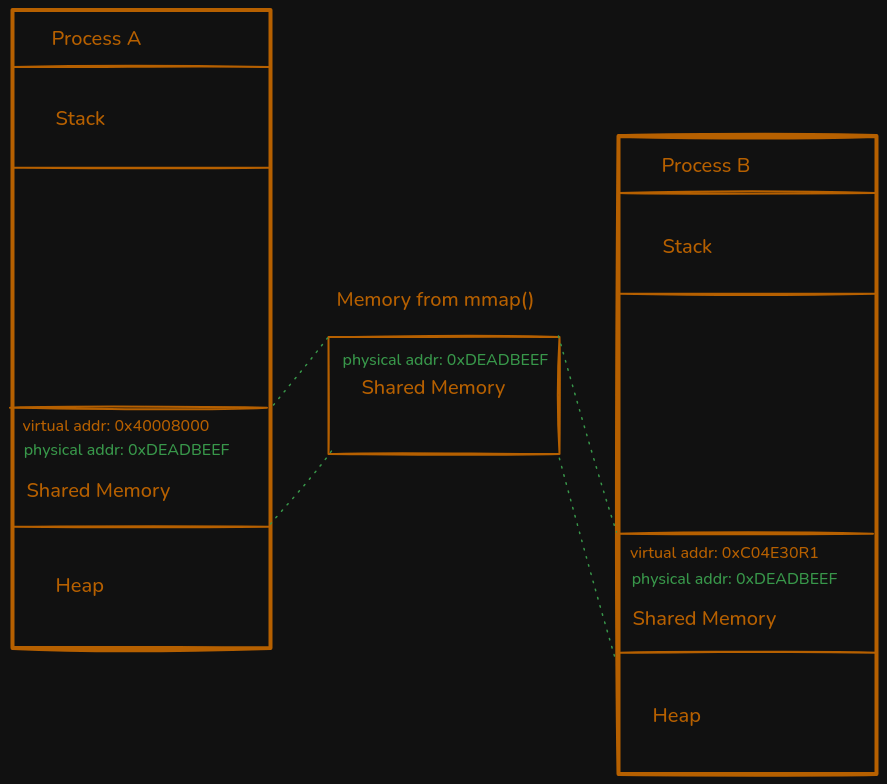 Process A
Stack
virtual addr: 0x40008000
physical addr: 0xDEADBEEF
Shared Memory
Heap
Memory from mmap()
physical addr: 0xDEADBEEF
Shared Memory
Process B
Stack
virtual addr: 0xC04E30R1
physical addr: 0xDEADBEEF
Shared Memory
Heap